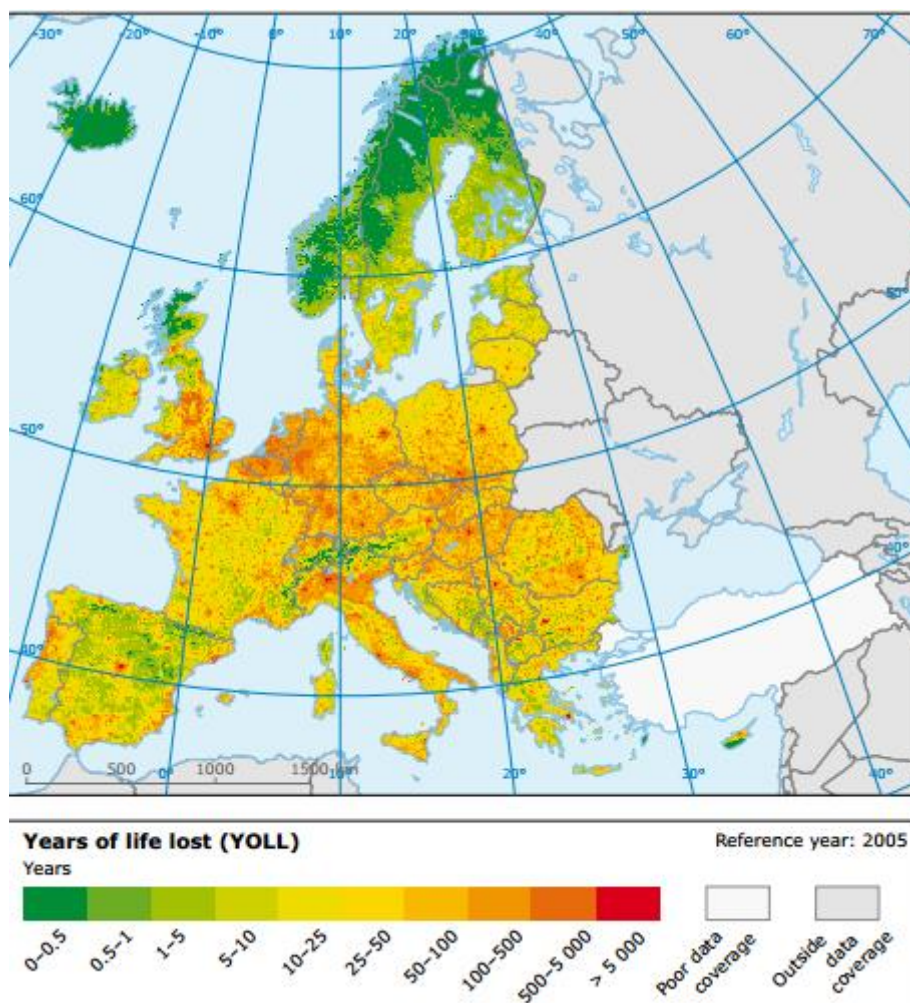 -30° -20° -10° 0° 10° 20° 30° 40° 50° 60° 70°
60°
50°
50°
40°
40°
0 500 1000 1500 km
0° 10° 20° 30° 40°
Years of life lost (YOLL)
Reference year: 2005
Years
0–0.5
0.5–1
1–5
5–10
10–25
25–50
50–100
100–500
500–5 000
> 5 000
Poor data
coverage
Outside
data
coverage